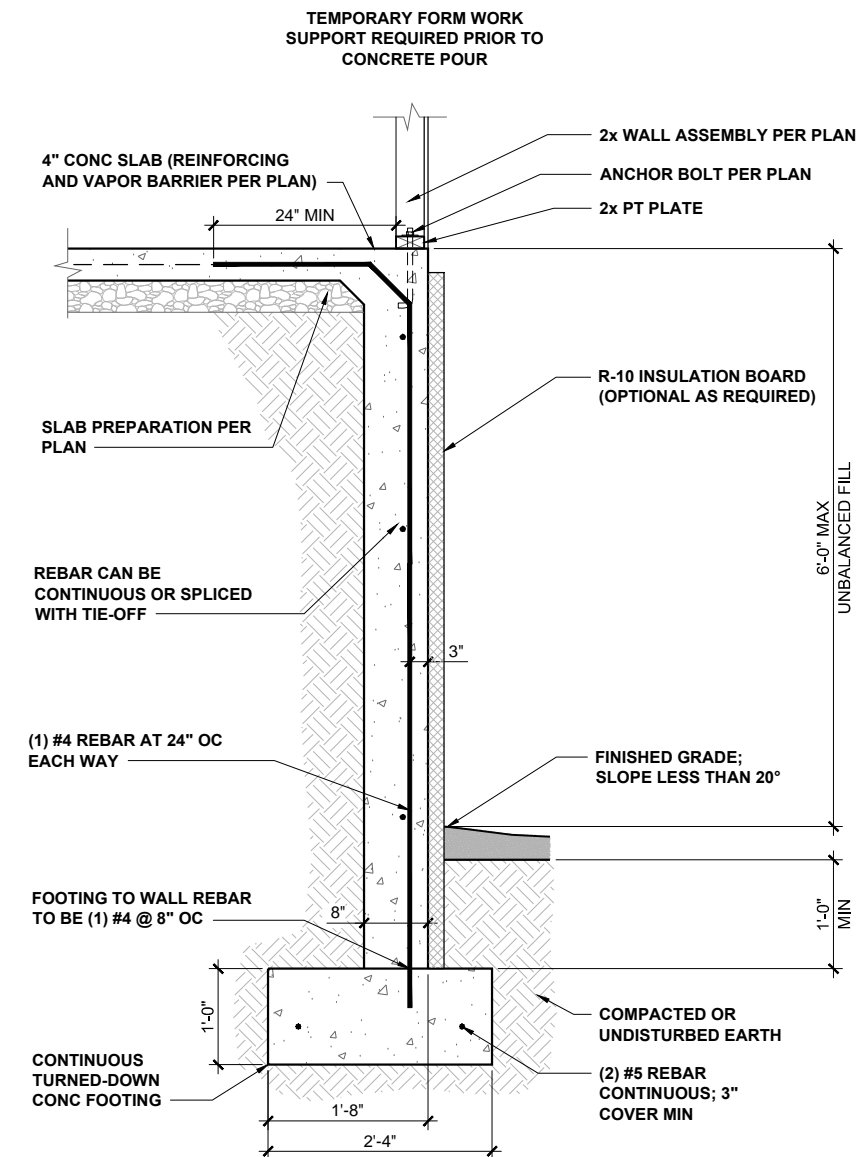 TEMPORARY FORM WORK
SUPPORT REQUIRED PRIOR TO
CONCRETE POUR
2x WALL ASSEMBLY PER PLAN
4" CONC SLAB (REINFORCING
AND VAPOR BARRIER PER PLAN)
ANCHOR BOLT PER PLAN
24" MIN
2x PT PLATE
R-10 INSULATION BOARD
(OPTIONAL AS REQUIRED)
SLAB PREPARATION PER
PLAN
6'-0" MAX
UNBALANCED FILL
REBAR CAN BE
CONTINUOUS OR SPLICED
WITH TIE-OFF
3"
(1) #4 REBAR AT 24" OC
EACH WAY
FINISHED GRADE;
SLOPE LESS THAN 20°
FOOTING TO WALL REBAR
TO BE (1) #4 @ 8" OC
8"
1'-0"
MIN
1'-0"
COMPACTED OR
UNDISTURBED EARTH
CONTINUOUS
TURNED-DOWN
CONC FOOTING
(2) #5 REBAR
CONTINUOUS; 3"
COVER MIN
1'-8"
2'-4"